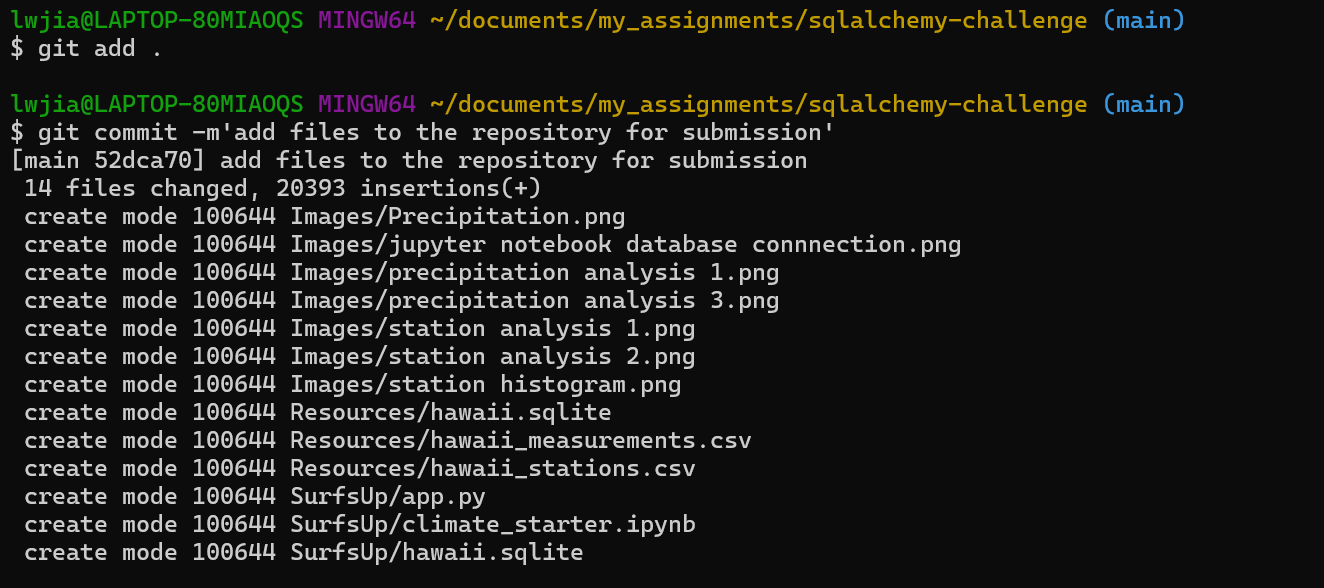 lwjia@LAPTOP-80MIAOQS MINGW64 ~/documents/my_assignments/sqlalchemy-challenge (main)
$ git add .
lwjia@LAPTOP-80MIAOQS MINGW64 ~/documents/my_assignments/sqlalchemy-challenge (main)
$ git commit -m'add files to the repository for submission'
[main 52dca70] add files to the repository for submission
 14 files changed, 20393 insertions(+)
 create mode 100644 Images/Precipitation.png
 create mode 100644 Images/jupyter notebook database connnection.png
 create mode 100644 Images/precipitation analysis 1.png
 create mode 100644 Images/precipitation analysis 3.png
 create mode 100644 Images/station analysis 1.png
 create mode 100644 Images/station analysis 2.png
 create mode 100644 Images/station histogram.png
 create mode 100644 Resources/hawaii.sqlite
 create mode 100644 Resources/hawaii_measurements.csv
 create mode 100644 Resources/hawaii_stations.csv
 create mode 100644 SurfsUp/app.py
 create mode 100644 SurfsUp/climate_starter.ipynb
 create mode 100644 SurfsUp/hawaii.sqlite